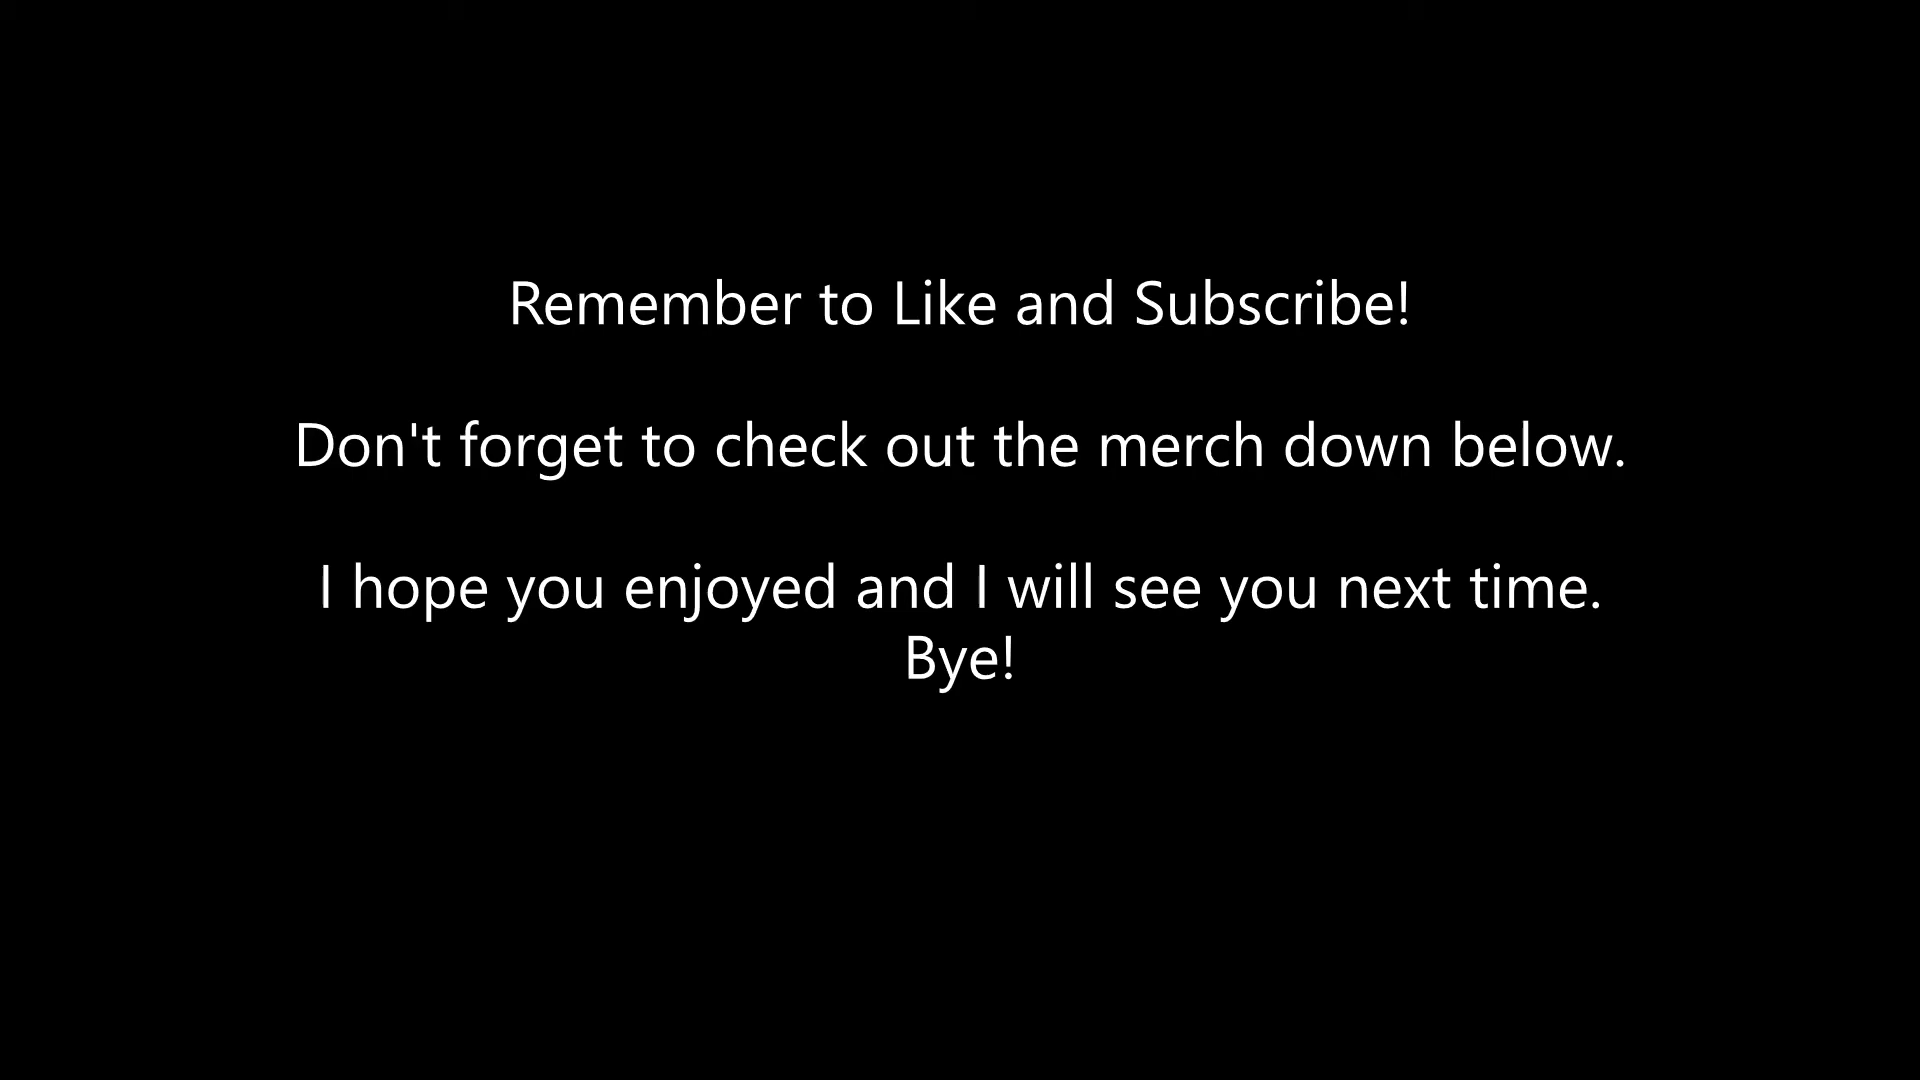 Remember to Like and Subscribe!
Don't forget to check out the merch down below.
I hope you enjoyed and I will see you next time.
Bye!